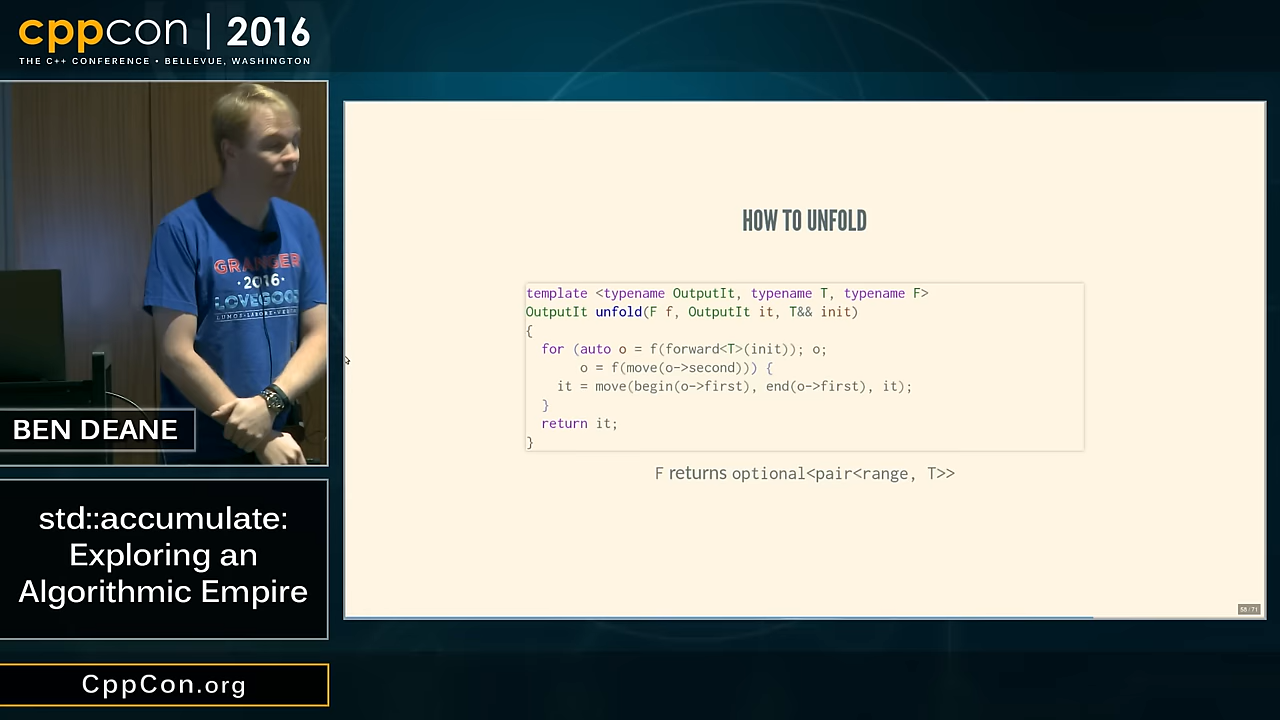 cppcon | 2016
THE C++ CONFERENCE • BELLEVUE, WASHINGTON
GRANGER
·2016·
LOVEGOOD
BEN DEANE
std::accumulate:
Exploring an
Algorithmic Empire
CppCon.org
HOW TO UNFOLD
template <typename OutputIt, typename T, typename F>
OutputIt unfold(F f, OutputIt it, T&& init)
{
  for (auto o = f(forward<T>(init)); o;
       o = f(move(o->second))) {
    it = move(begin(o->first), end(o->first), it);
  }
  return it;
}
F returns optional<pair<range, T>>
58 / 71